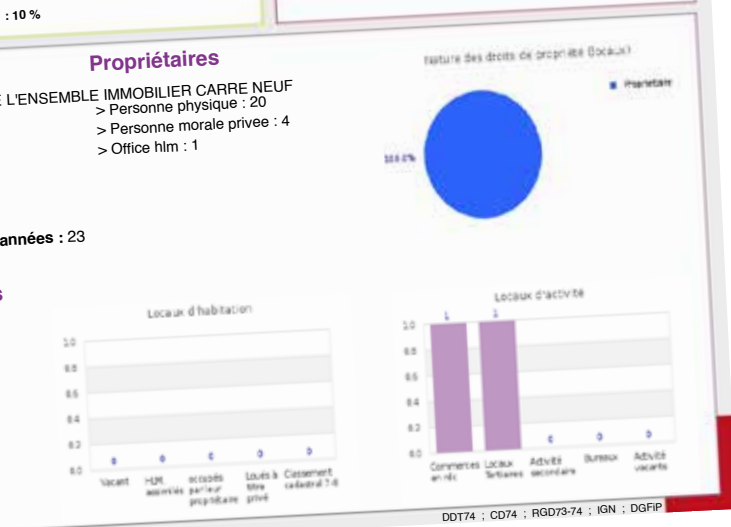 : 10 %
Propriétaires
L'ENSEMBLE IMMOBILIER CARRE NEUF
> Personne physique : 20
> Personne morale privee : 4
> Office hlm : 1
années : 23
s
Nature des droits de propriété (locaux)
Propriétaire
100.0%
Locaux d'habitation
1.0
0.8
0.6
0.4
0.2
0.0
0 0 0 0 0
Vacant
HLM, assimilés
occupés par leur propriétaire
Loués à titre privé
Classement cadastral 7-8
Locaux d'activité
1.0
0.8
0.6
0.4
0.2
0.0
1 1 0 0 0
Commerces en rdc
Locaux Tertiaires
Activité secondaire
Bureaux
Activité vacante
DDT74 ; CD74 ; RGD73-74 ; IGN ; DGFiP